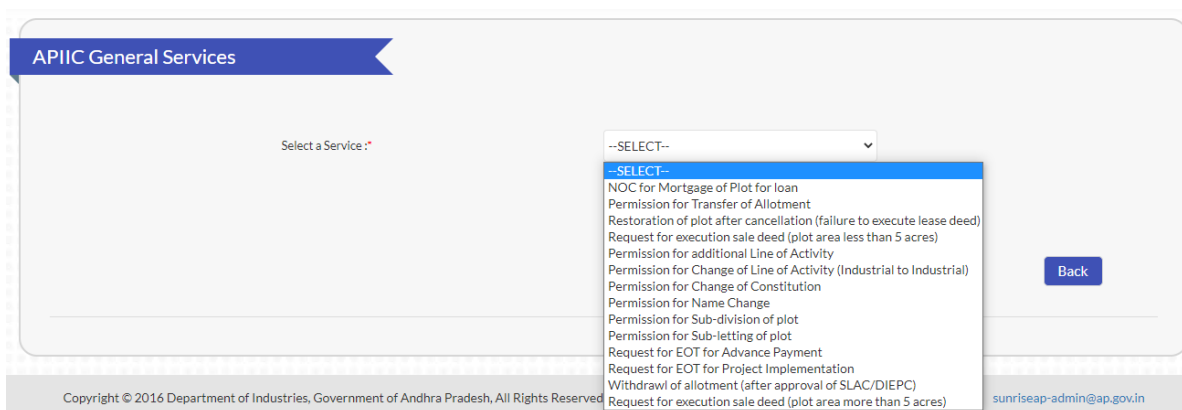 APIIC General Services
Select a Service :*
--SELECT--
--SELECT--
NOC for Mortgage of Plot for loan
Permission for Transfer of Allotment
Restoration of plot after cancellation (failure to execute lease deed)
Request for execution sale deed (plot area less than 5 acres)
Permission for additional Line of Activity
Permission for Change of Line of Activity (Industrial to Industrial)
Permission for Change of Constitution
Permission for Name Change
Permission for Sub-division of plot
Permission for Sub-letting of plot
Request for EOT for Advance Payment
Request for EOT for Project Implementation
Withdrawl of allotment (after approval of SLAC/DIEPC)
Request for execution sale deed (plot area more than 5 acres)
Back
Copyright © 2016 Department of Industries, Government of Andhra Pradesh, All Rights Reserved
sunriseap-admin@ap.gov.in